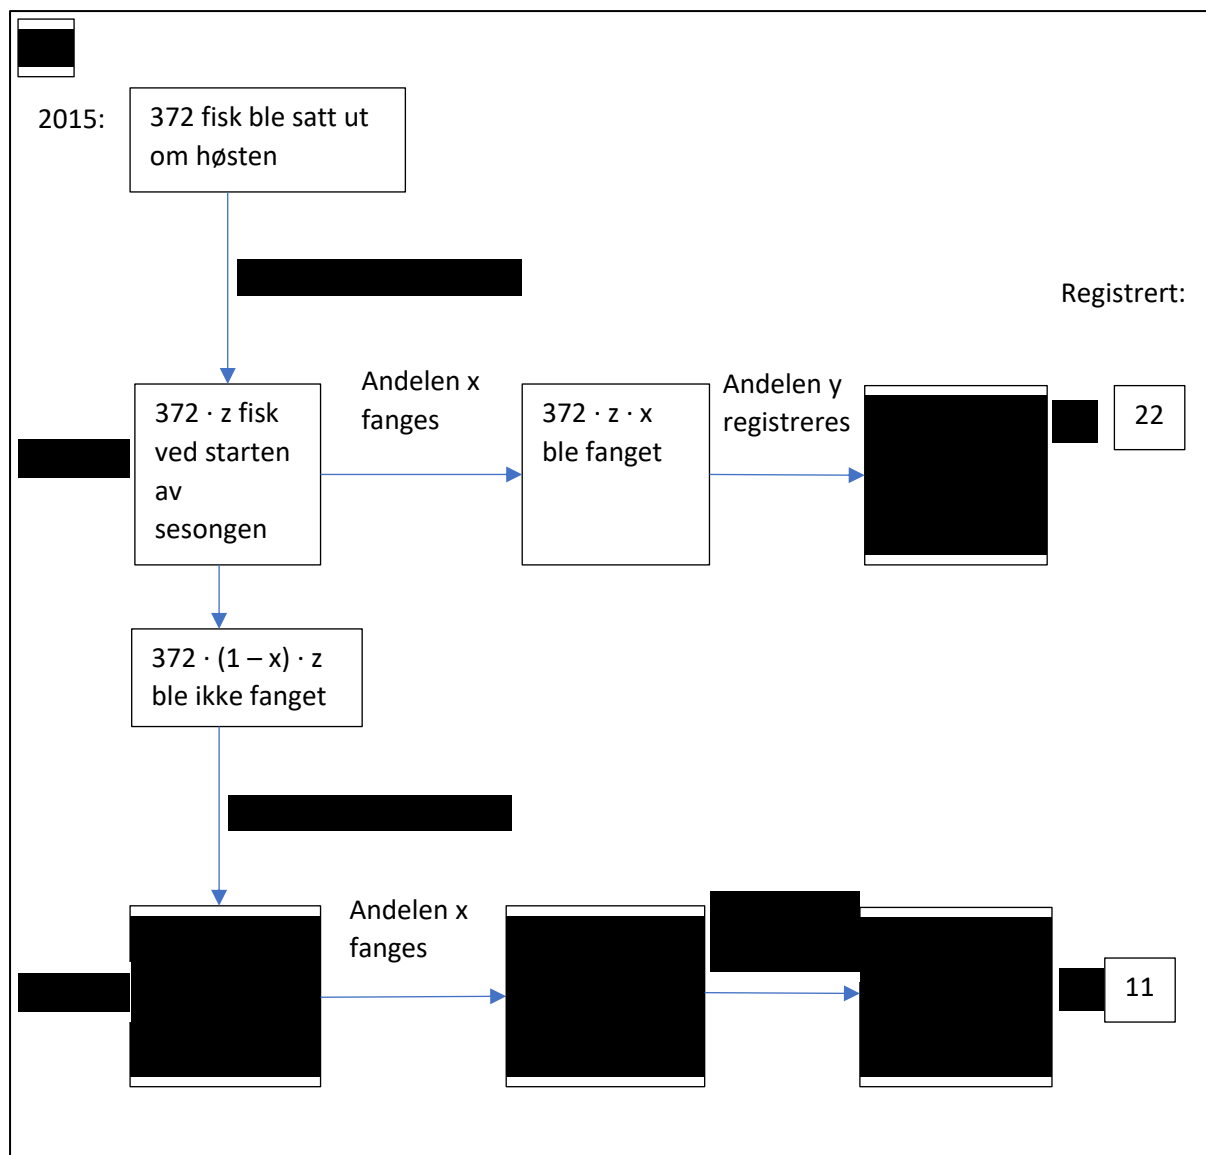 2015:
372 fisk ble satt ut
om høsten
Registrert:
372 · z fisk
ved starten
av
sesongen
Andelen x
fanges
372 · z · x
ble fanget
Andelen y
registreres
22
372 · (1 – x) · z
ble ikke fanget
Andelen x
fanges
11